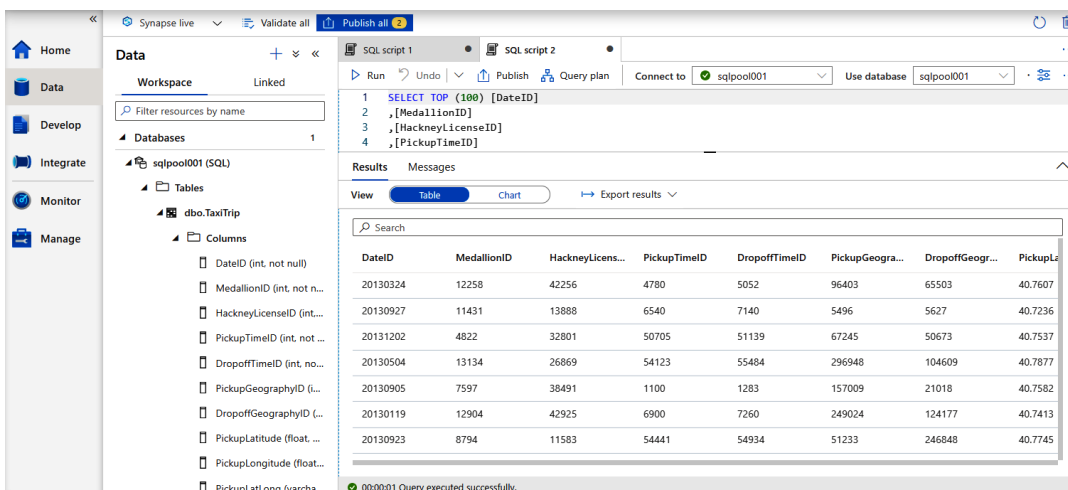 «
Synapse live
Validate all
Publish all 2
Home
Data
Develop
Integrate
Monitor
Manage
Data
+
«
Workspace
Linked
Filter resources by name
Databases 1
sqlpool001 (SQL)
Tables
dbo.TaxiTrip
Columns
DateID (int, not null)
MedallionID (int, not n...
HackneyLicenseID (int,...
PickupTimeID (int, not ...
DropoffTimeID (int, no...
PickupGeographyID (i...
DropoffGeographyID (...
PickupLatitude (float, ...
PickupLongitude (float...
PickupLatLong (varcha...
SQL script 1
SQL script 2
Run Undo Publish Query plan Connect to sqlpool001 Use database sqlpool001
1 SELECT TOP (100) [DateID]
2 ,[MedallionID]
3 ,[HackneyLicenseID]
4 ,[PickupTimeID]
Results Messages
View Table Chart Export results
Search
DateID MedallionID HackneyLicens... PickupTimeID DropoffTimeID PickupGeogra... DropoffGeogr... PickupLa
20130324 12258 42256 4780 5052 96403 65503 40.7607
20130927 11431 13888 6540 7140 5496 5627 40.7236
20131202 4822 32801 50705 51139 67245 50673 40.7537
20130504 13134 26869 54123 55484 296948 104609 40.7877
20130905 7597 38491 1100 1283 157009 21018 40.7582
20130119 12904 42925 6900 7260 249024 124177 40.7413
20130923 8794 11583 54441 54934 51233 246848 40.7745
00:00:01 Query executed successfully.